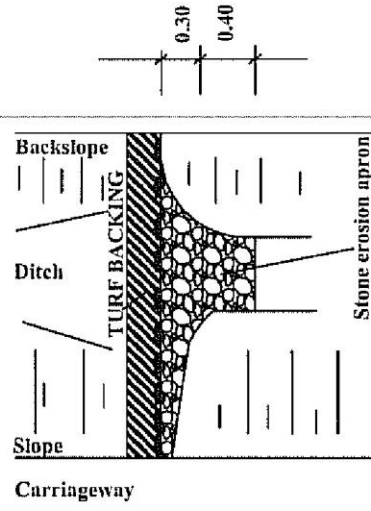 0.30
0.40
Backslope
TURF BACKING
Ditch
Stone erosion apron
Slope
Carriageway